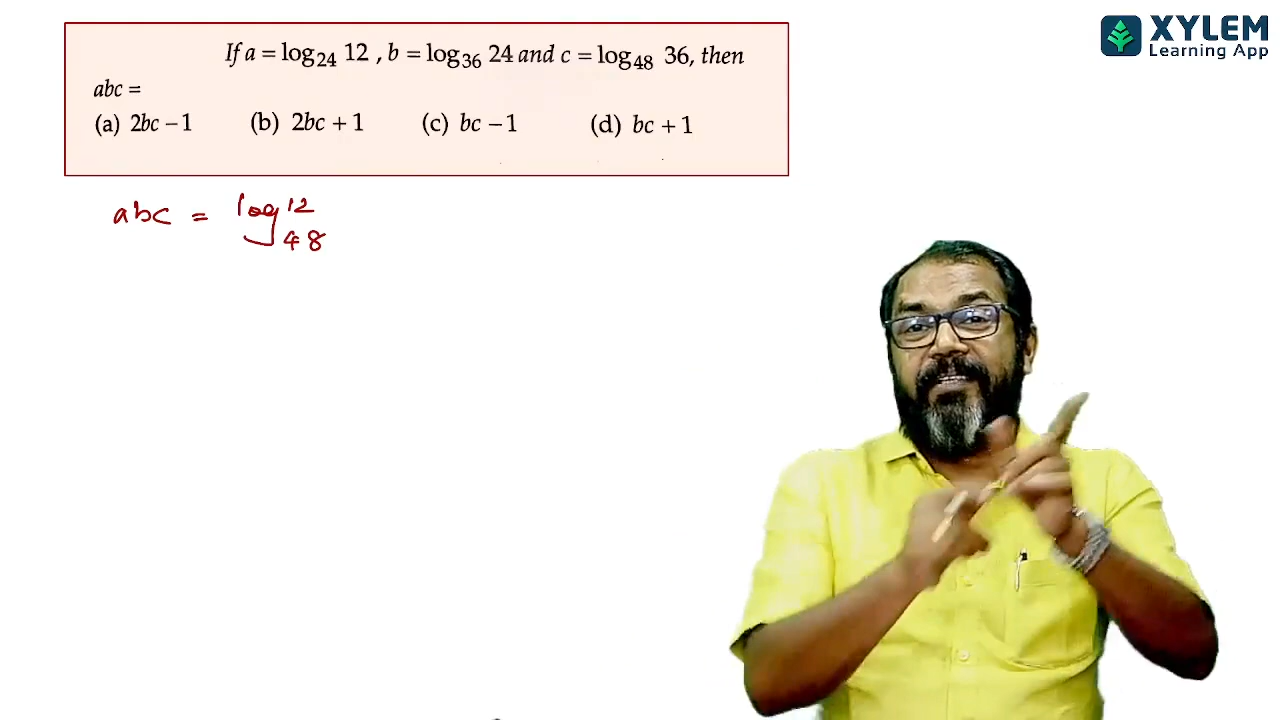 XYLEM
Learning App
If a = log₂₄ 12 , b = log₃₆ 24 and c = log₄₈ 36, then
abc =
(a) 2bc − 1 (b) 2bc + 1 (c) bc − 1 (d) bc + 1
abc = log₄₈ 12